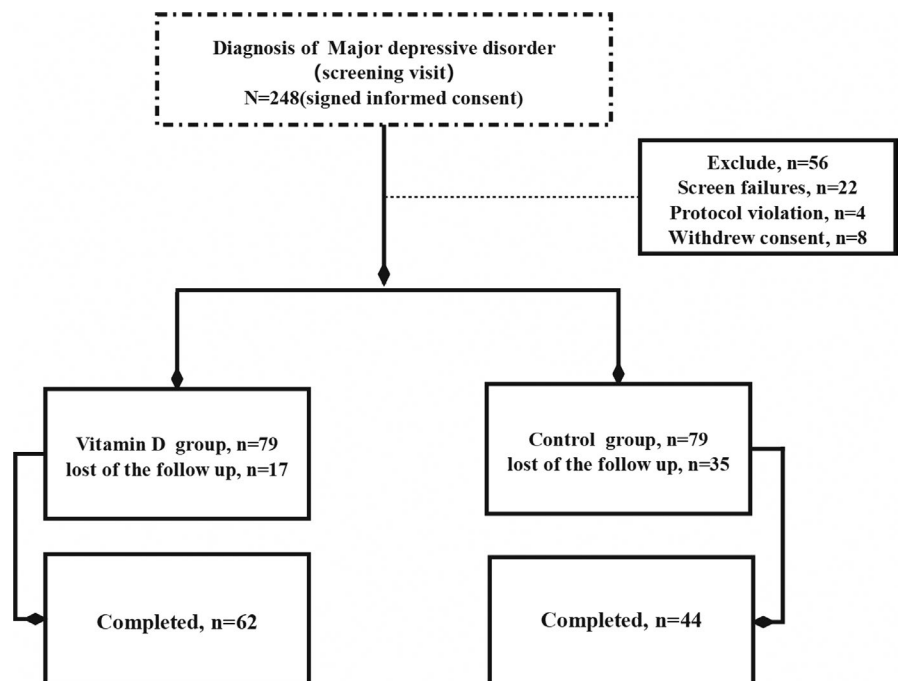 Diagnosis of Major depressive disorder
(screening visit)
N=248(signed informed consent)
Exclude, n=56
Screen failures, n=22
Protocol violation, n=4
Withdrew consent, n=8
Vitamin D group, n=79
lost of the follow up, n=17
Control group, n=79
lost of the follow up, n=35
Completed, n=62
Completed, n=44